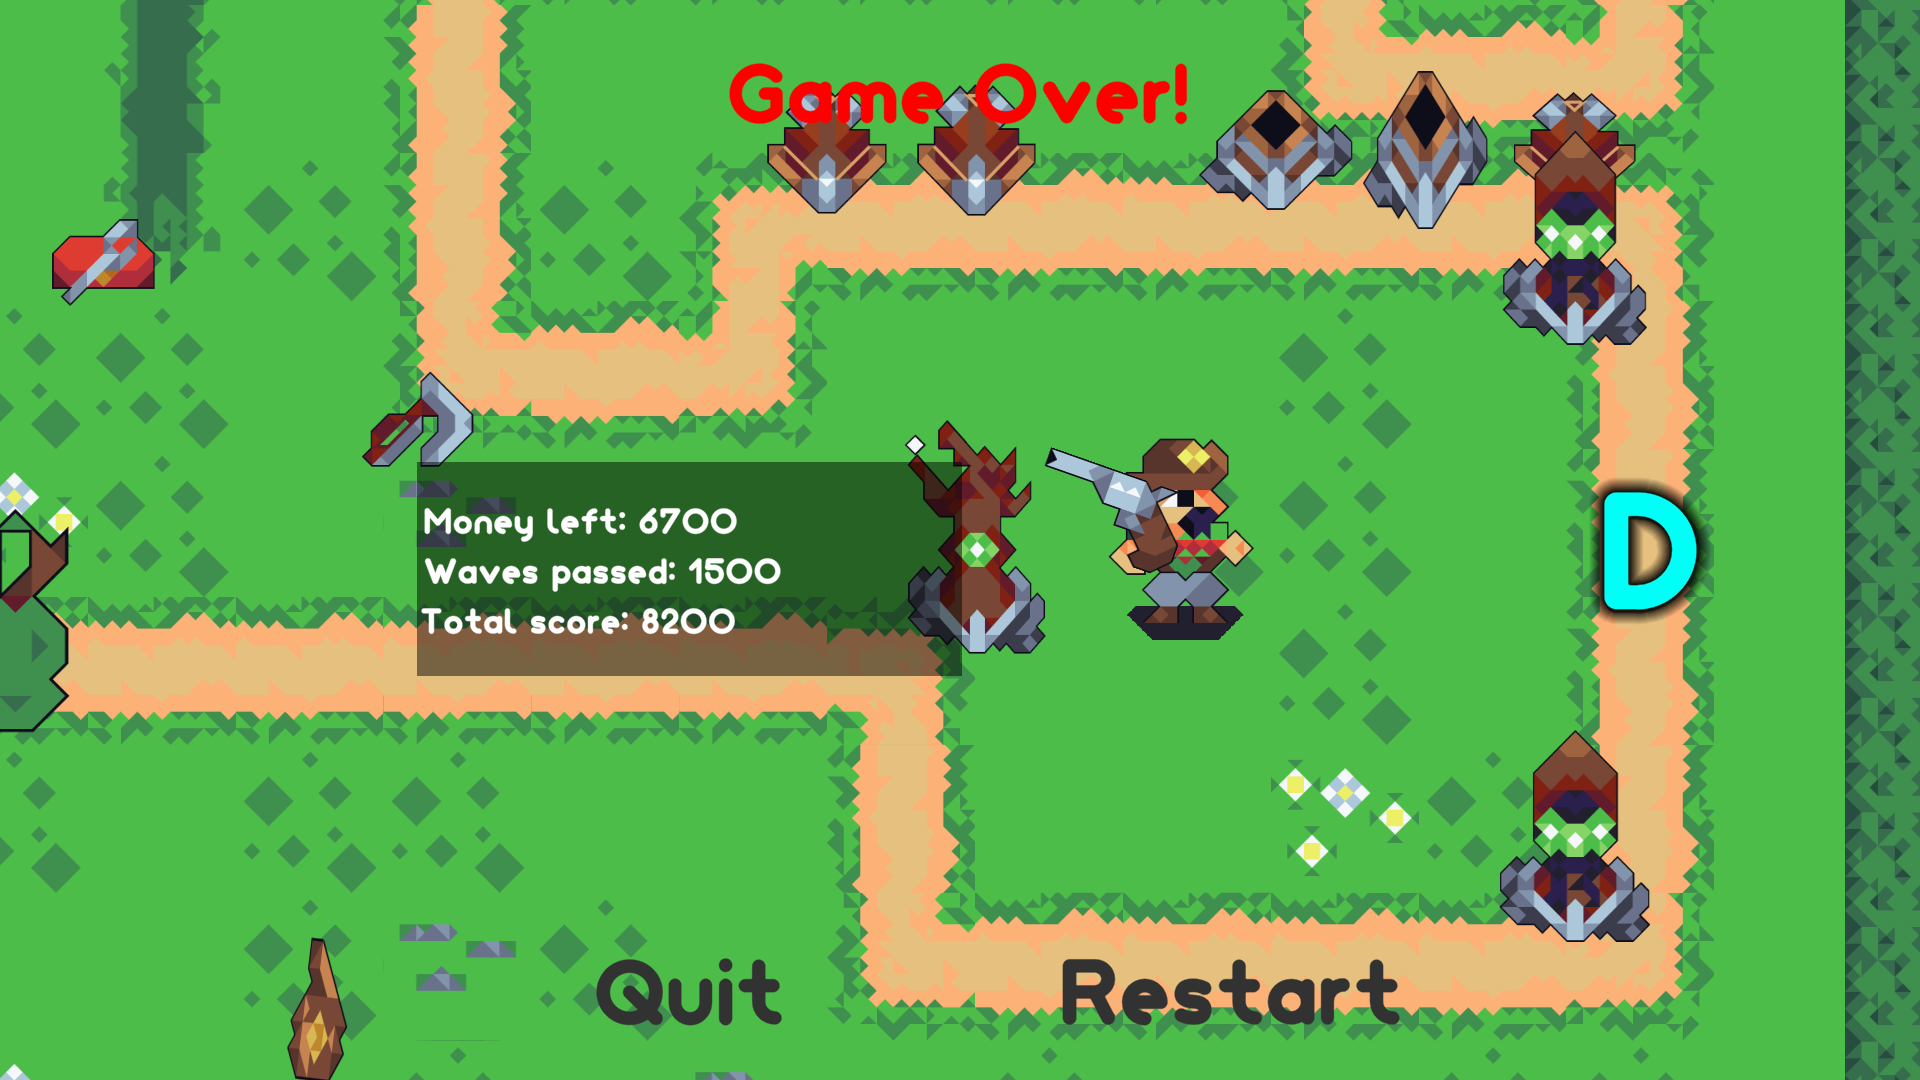 Game Over!
Money left: 6700
Waves passed: 1500
Total score: 8200
D
Quit
Restart